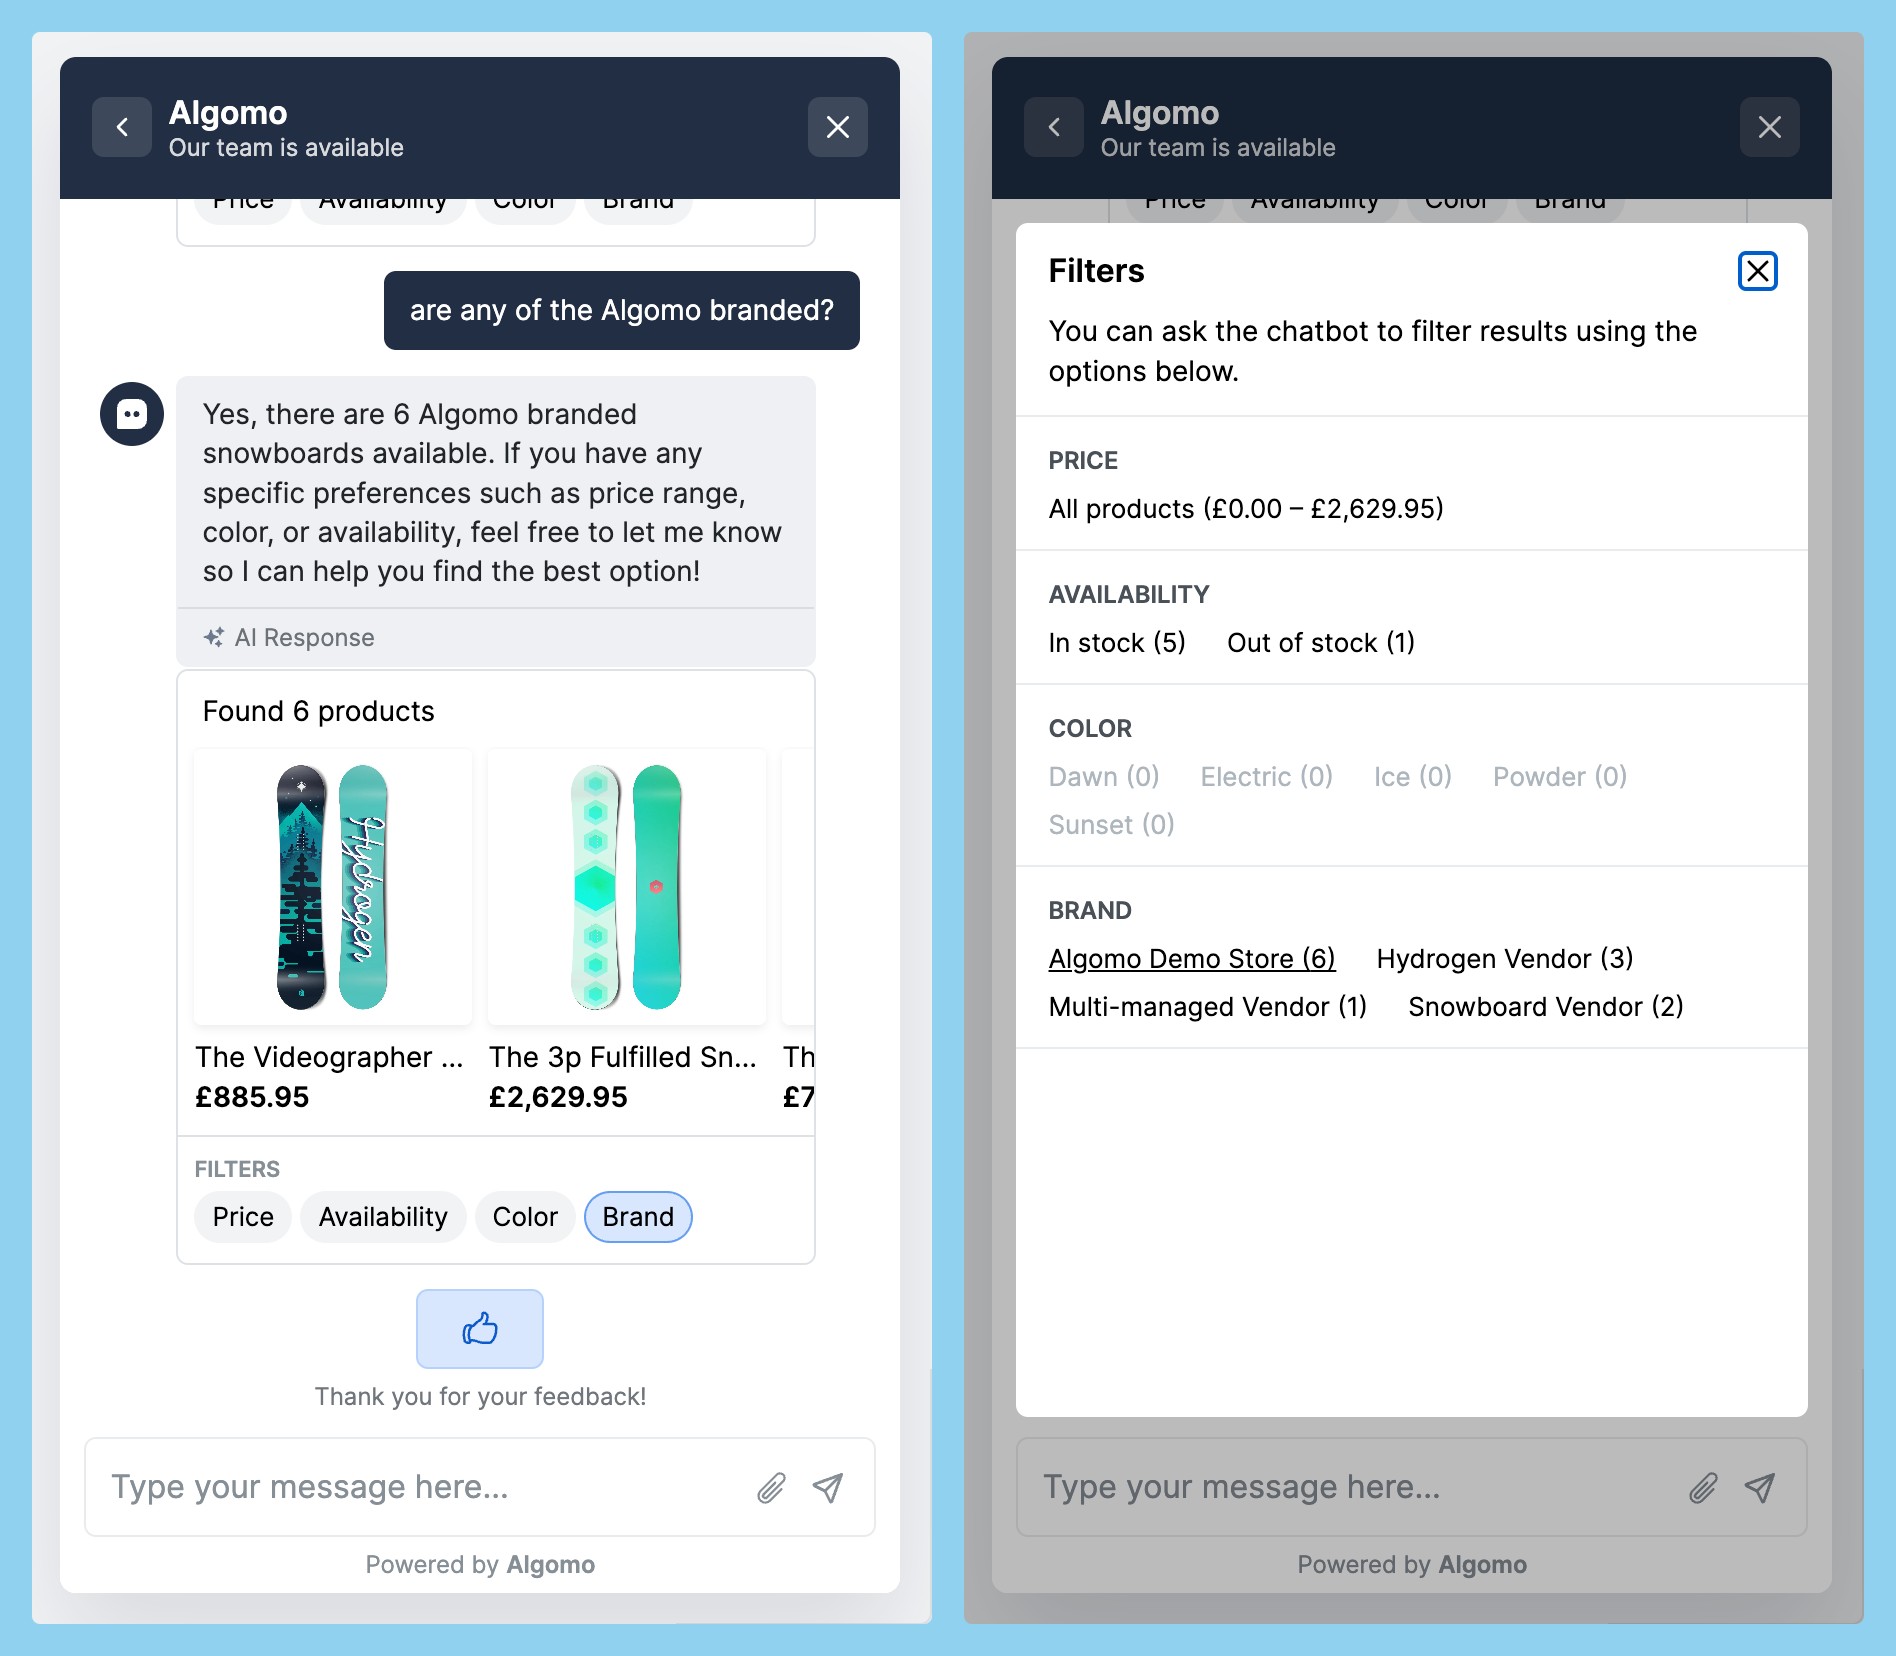 Algomo
Our team is available
Price Availability Color Brand
are any of the Algomo branded?
Yes, there are 6 Algomo branded
snowboards available. If you have any
specific preferences such as price range,
color, or availability, feel free to let me know
so I can help you find the best option!
AI Response
Found 6 products
Hydrogen
The Videographer ...
£885.95
The 3p Fulfilled Sn...
£2,629.95
Th
£7
FILTERS
Price Availability Color Brand
Thank you for your feedback!
Type your message here...
Powered by Algomo
Algomo
Our team is available
Price Availability Color Brand
Filters
You can ask the chatbot to filter results using the
options below.
PRICE
All products (£0.00 – £2,629.95)
AVAILABILITY
In stock (5) Out of stock (1)
COLOR
Dawn (0) Electric (0) Ice (0) Powder (0)
Sunset (0)
BRAND
Algomo Demo Store (6) Hydrogen Vendor (3)
Multi-managed Vendor (1) Snowboard Vendor (2)
Type your message here...
Powered by Algomo